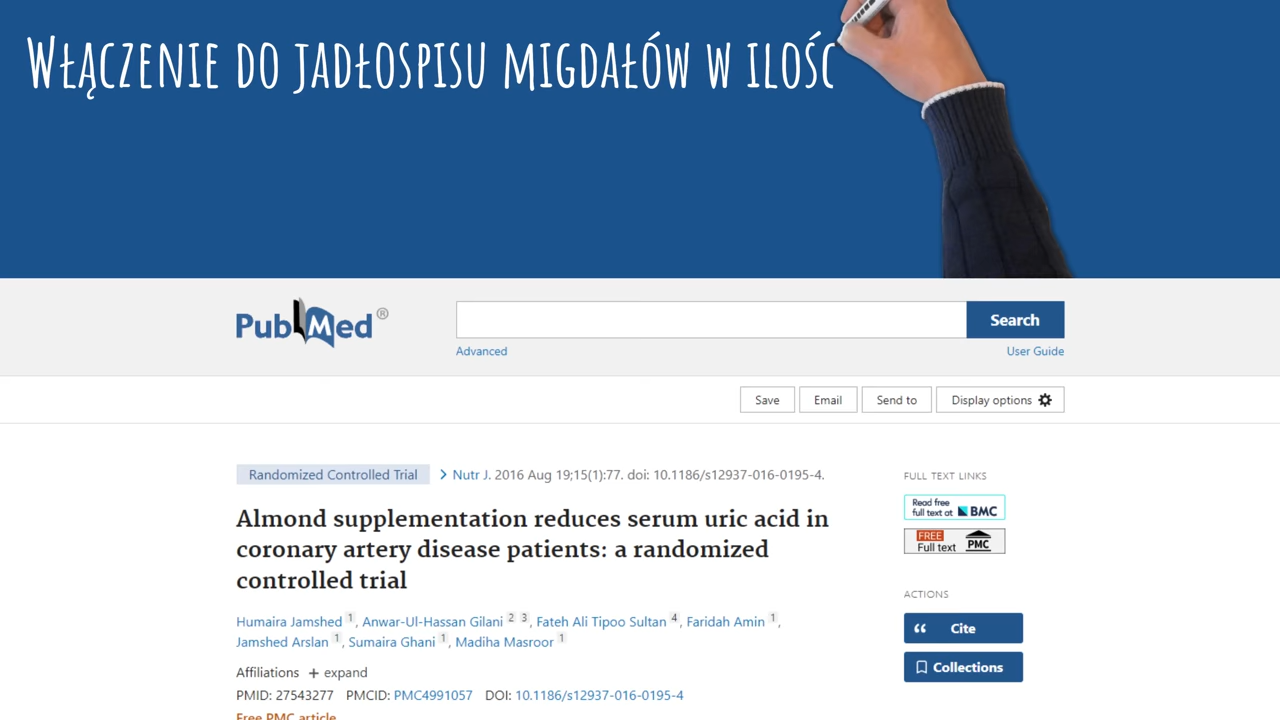 Włączenie do jadłospisu migdałów w ilośc
PubMed®
Search
Advanced
User Guide
Save
Email
Send to
Display options
Randomized Controlled Trial
Nutr J. 2016 Aug 19;15(1):77. doi: 10.1186/s12937-016-0195-4.
Almond supplementation reduces serum uric acid in
coronary artery disease patients: a randomized
controlled trial
Humaira Jamshed 1, Anwar-Ul-Hassan Gilani 2 3, Fateh Ali Tipoo Sultan 4, Faridah Amin 1,
Jamshed Arslan 1, Sumaira Ghani 1, Madiha Masroor 1
Affiliations + expand
PMID: 27543277 PMCID: PMC4991057 DOI: 10.1186/s12937-016-0195-4
Free PMC article
FULL TEXT LINKS
Read free
full text at BMC
FREE
Full text PMC
ACTIONS
Cite
Collections